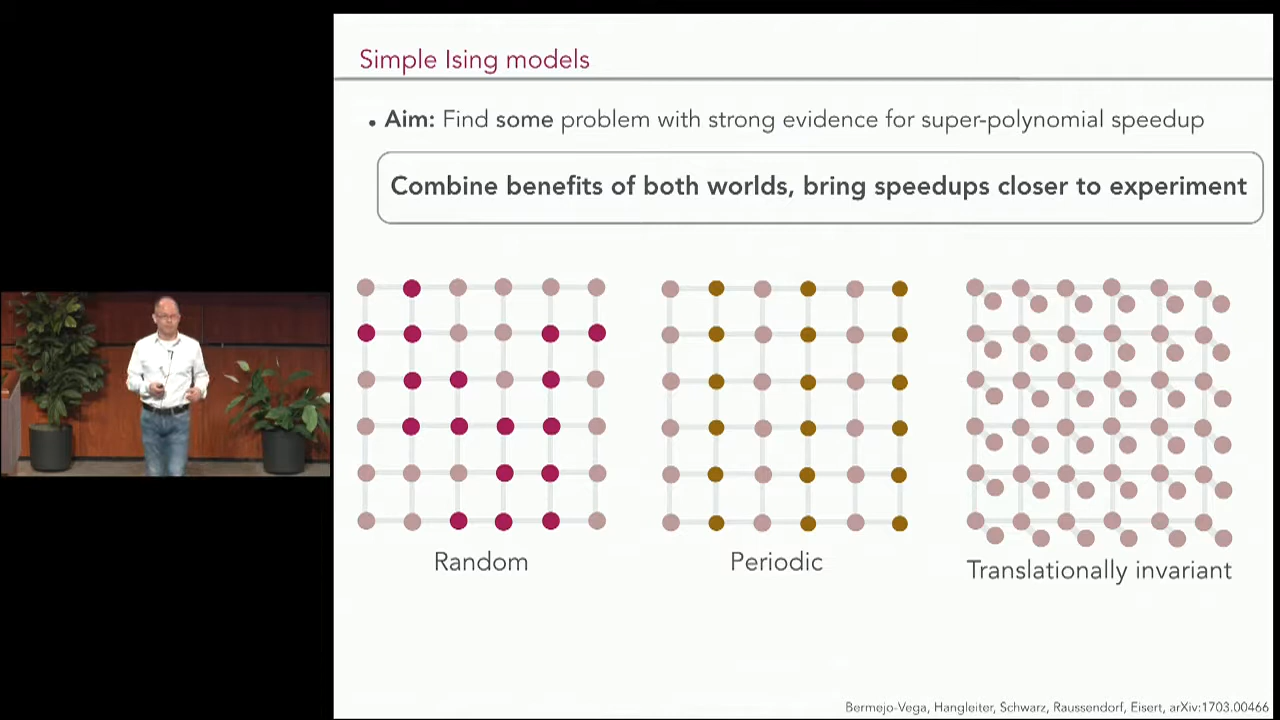 Simple Ising models
• Aim: Find some problem with strong evidence for super-polynomial speedup
Combine benefits of both worlds, bring speedups closer to experiment
Random
Periodic
Translationally invariant
Bermejo-Vega, Hangleiter, Schwarz, Raussendorf, Eisert, arXiv:1703.00466